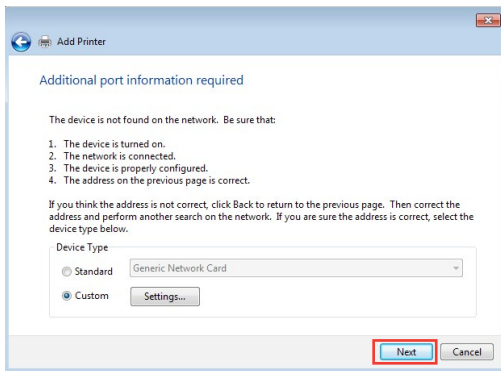 Add Printer
Additional port information required
The device is not found on the network. Be sure that:
1. The device is turned on.
2. The network is connected.
3. The device is properly configured.
4. The address on the previous page is correct.
If you think the address is not correct, click Back to return to the previous page. Then correct the
address and perform another search on the network. If you are sure the address is correct, select the
device type below.
Device Type
Standard Generic Network Card
Custom Settings...
Next Cancel